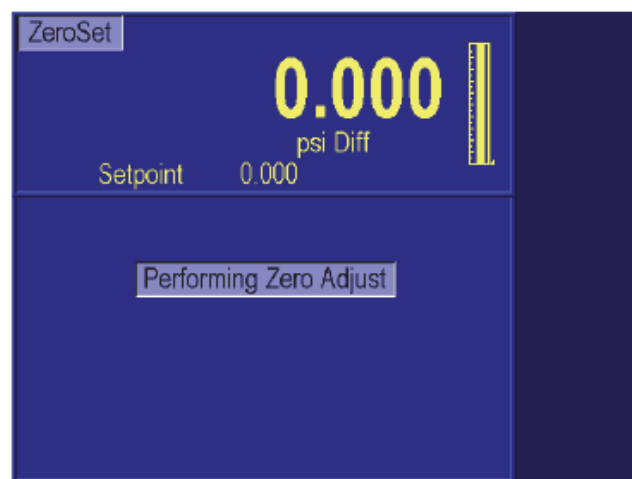 ZeroSet
0.000
psi Diff
Setpoint 0.000
Performing Zero Adjust